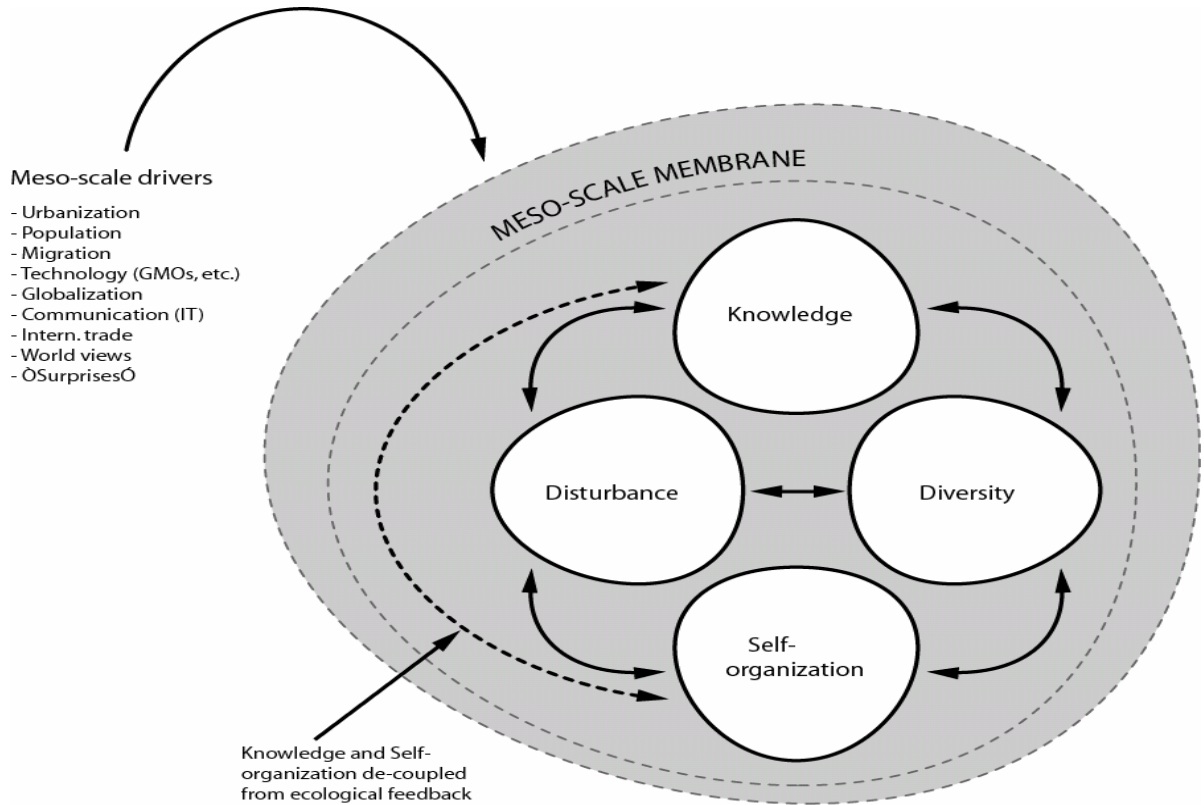 Meso-scale drivers
- Urbanization
- Population
- Migration
- Technology (GMOs, etc.)
- Globalization
- Communication (IT)
- Intern. trade
- World views
- ÒSurprisesÓ
MESO-SCALE MEMBRANE
Knowledge
Disturbance
Diversity
Self-
organization
Knowledge and Self-
organization de-coupled
from ecological feedback